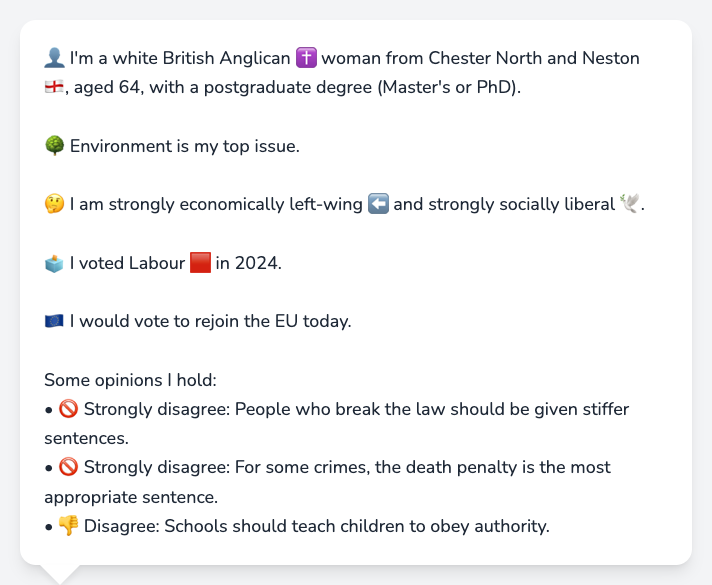 👤 I'm a white British Anglican ✝️ woman from Chester North and Neston
🏴󠁧󠁢󠁥󠁮󠁧󠁿, aged 64, with a postgraduate degree (Master's or PhD).
🌳 Environment is my top issue.
🤔 I am strongly economically left-wing ⬅️ and strongly socially liberal 🕊️.
🗳️ I voted Labour 🟥 in 2024.
🇪🇺 I would vote to rejoin the EU today.
Some opinions I hold:
• 🚫 Strongly disagree: People who break the law should be given stiffer
sentences.
• 🚫 Strongly disagree: For some crimes, the death penalty is the most
appropriate sentence.
• 👎 Disagree: Schools should teach children to obey authority.